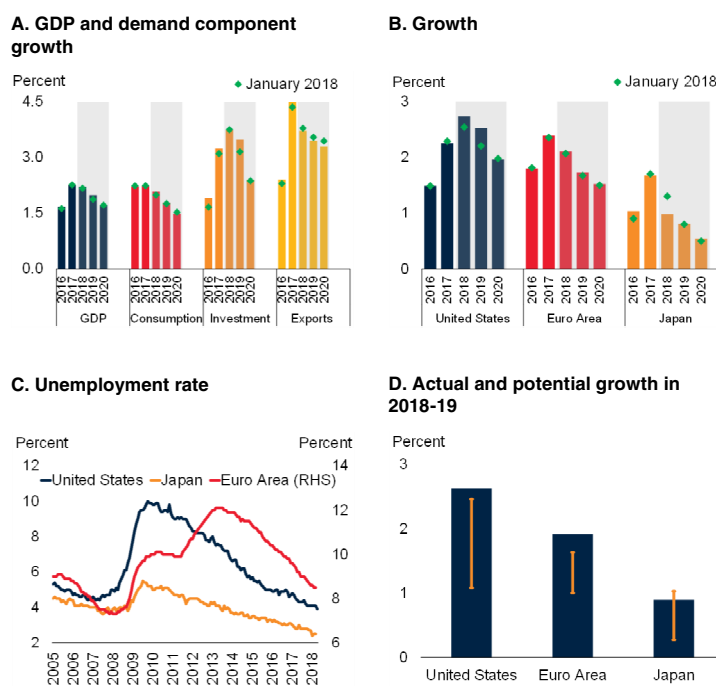 A. GDP and demand component
growth
Percent
January 2018
4.5
3.0
1.5
0.0
2016 2017 2018 2019 2020 2016 2017 2018 2019 2020 2016 2017 2018 2019 2020 2016 2017 2018 2019 2020
GDP Consumption Investment Exports
B. Growth
Percent
January 2018
3
2
1
0
2016 2017 2018 2019 2020 2016 2017 2018 2019 2020 2016 2017 2018 2019 2020
United States Euro Area Japan
C. Unemployment rate
Percent Percent
12 14
United States Japan Euro Area (RHS)
10 12
8 10
6
4 8
2 6
2005 2006 2007 2008 2009 2010 2011 2012 2013 2014 2015 2016 2017 2018
D. Actual and potential growth in
2018-19
Percent
3
2
1
0
United States Euro Area Japan